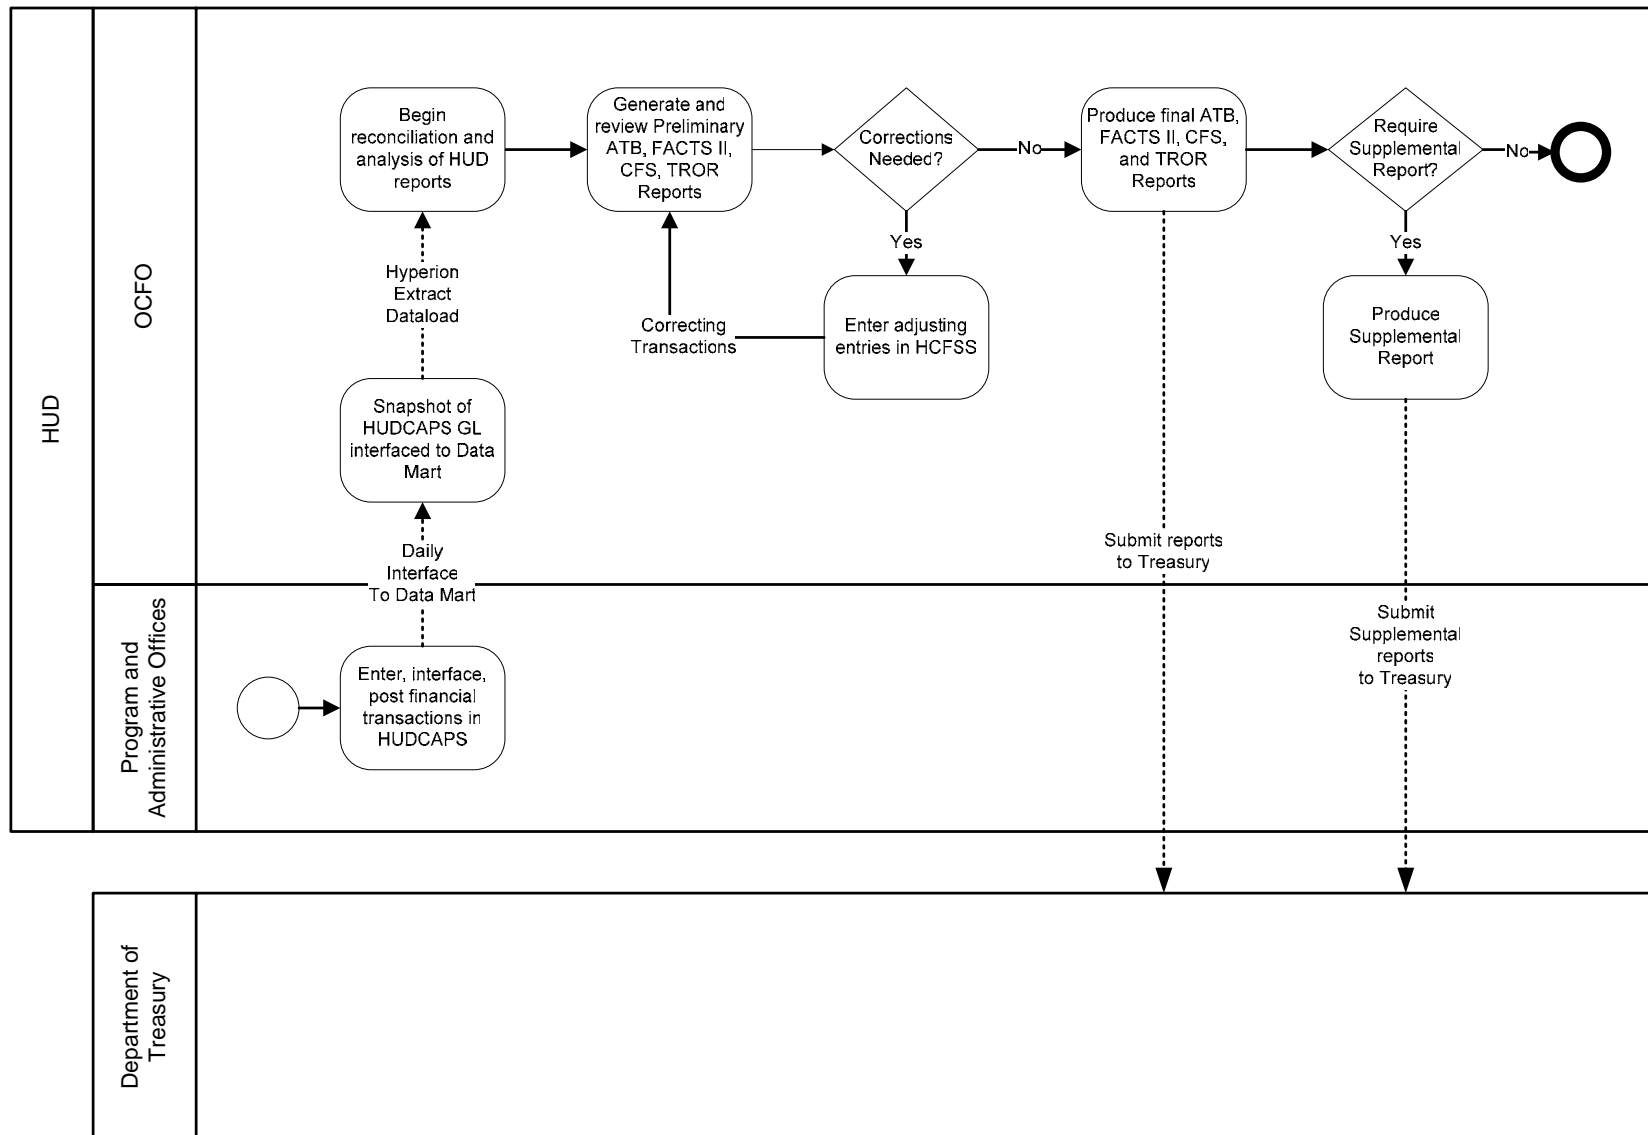 HUD
OCFO
Begin
reconciliation and
analysis of HUD
reports
Generate and
review Preliminary
ATB, FACTS II,
CFS, TROR
Reports
Corrections
Needed?
No
Produce final ATB,
FACTS II, CFS,
and TROR
Reports
Require
Supplemental
Report?
No
Yes
Yes
Hyperion
Extract
Dataload
Correcting
Transactions
Enter adjusting
entries in HCFSS
Produce
Supplemental
Report
Snapshot of
HUDCAPS GL
interfaced to Data
Mart
Daily
Interface
To Data Mart
Submit reports
to Treasury
Program and
Administrative Offices
Enter, interface,
post financial
transactions in
HUDCAPS
Submit
Supplemental
reports
to Treasury
Department of
Treasury